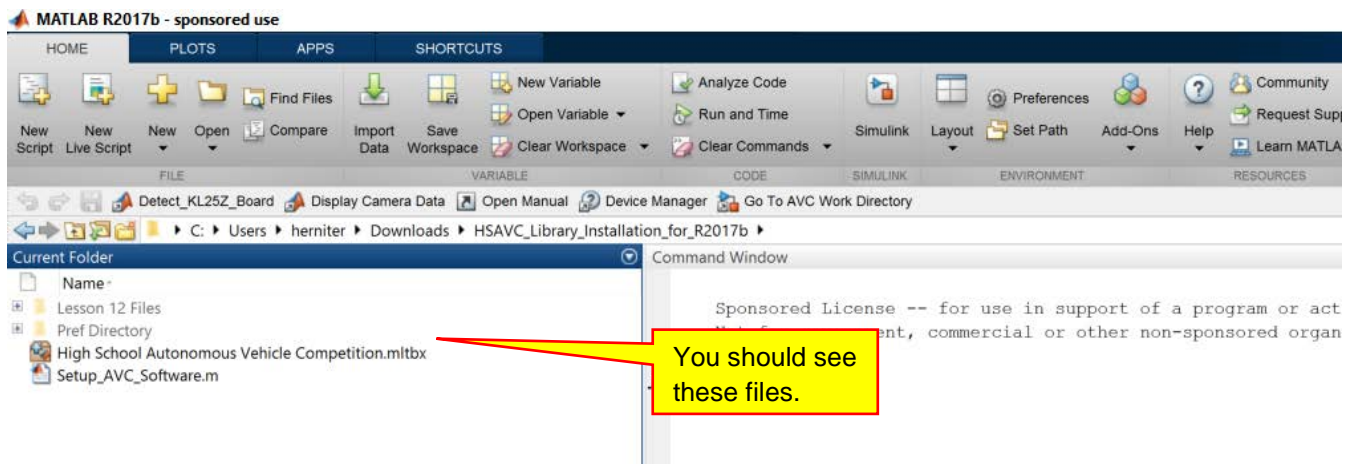 MATLAB R2017b - sponsored use
HOME PLOTS APPS SHORTCUTS
New Script
New Live Script
New
Open
Find Files
Compare
Import Data
Save Workspace
New Variable
Open Variable
Clear Workspace
Analyze Code
Run and Time
Clear Commands
Simulink
Layout
Preferences
Set Path
Add-Ons
Help
Community
Request Supp
Learn MATLA
FILE VARIABLE CODE SIMULINK ENVIRONMENT RESOURCES
Detect_KL25Z_Board Display Camera Data Open Manual Device Manager Go To AVC Work Directory
C: Users herniter Downloads HSAVC_Library_Installation_for_R2017b
Current Folder
Name
Lesson 12 Files
Pref Directory
High School Autonomous Vehicle Competition.mltbx
Setup_AVC_Software.m
Command Window
Sponsored License -- for use in support of a program or act
ent, commercial or other non-sponsored organ
You should see
these files.